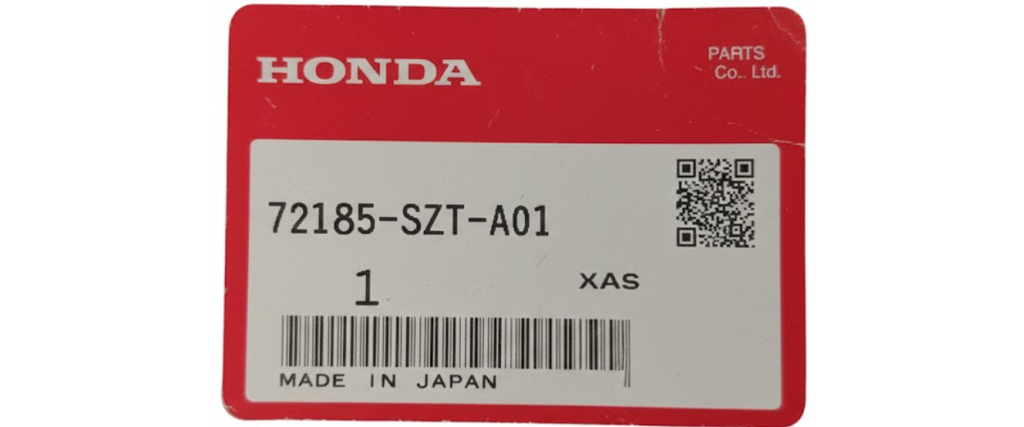 HONDA
PARTS
Co.. Ltd.
72185-SZT-A01
1
XAS
MADE IN JAPAN